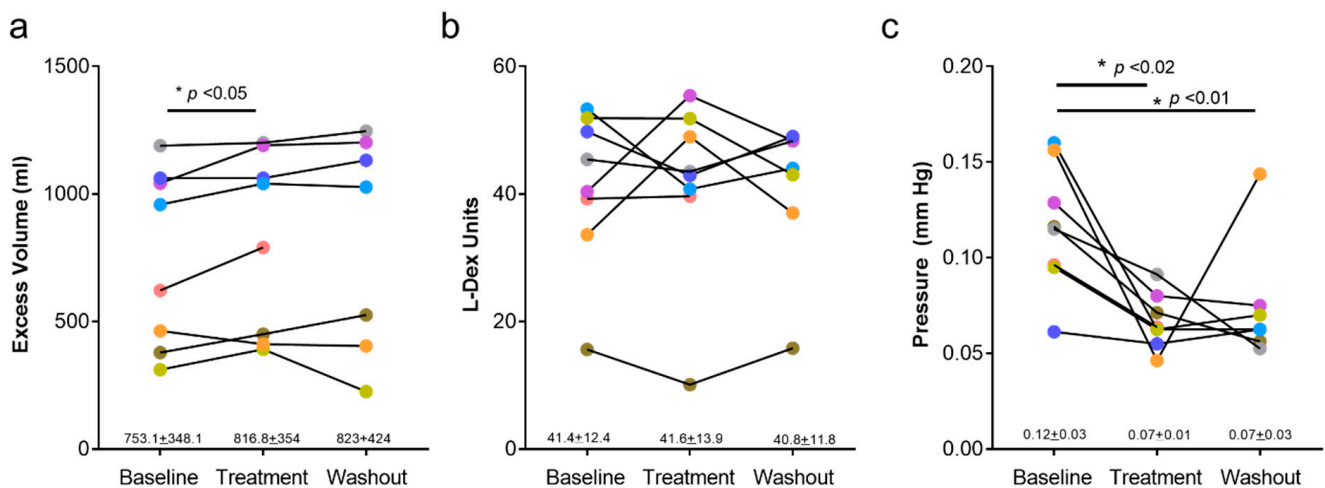 a
Excess Volume (ml)
1500
1000
500
0
* p <0.05
753.1±348.1
816.8±354
823+424
Baseline
Treatment
Washout
b
L-Dex Units
60
40
20
0
41.4±12.4
41.6±13.9
40.8±11.8
Baseline
Treatment
Washout
c
Pressure (mm Hg)
0.20
0.15
0.10
0.05
0.00
* p <0.02
* p <0.01
0.12±0.03
0.07±0.01
0.07±0.03
Baseline
Treatment
Washout